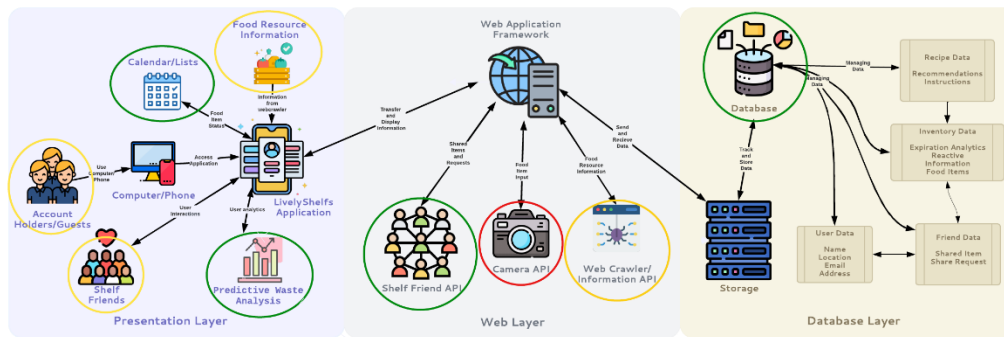 Food Resource
Information
Calendar/Lists
Information
from
webcrawler
Food
Item
Status
Use
Computer/
Phone
Access
Application
Account
Holders/Guests
Computer/Phone
LivelyShelfs
Application
User
Interactions
User analytics
Shelf
Friends
Predictive Waste
Analysis
Presentation Layer
Web Application
Framework
Transfer
and
Display
Information
Shared
Items
and
Requests
Food
Item
Input
Food
Resource
Information
Send
and
Recieve
Data
Shelf Friend API
Camera API
Web Crawler/
Information API
Web Layer
Database
Managing
Data
Managing
Data
Track
and
Store
Data
Storage
Recipe Data
Recommendations
Instructions
Inventory Data
Expiration Analytics
Reactive
Information
Food Items
User Data
Name
Location
Email
Address
Friend Data
Shared Item
Share Request
Database Layer